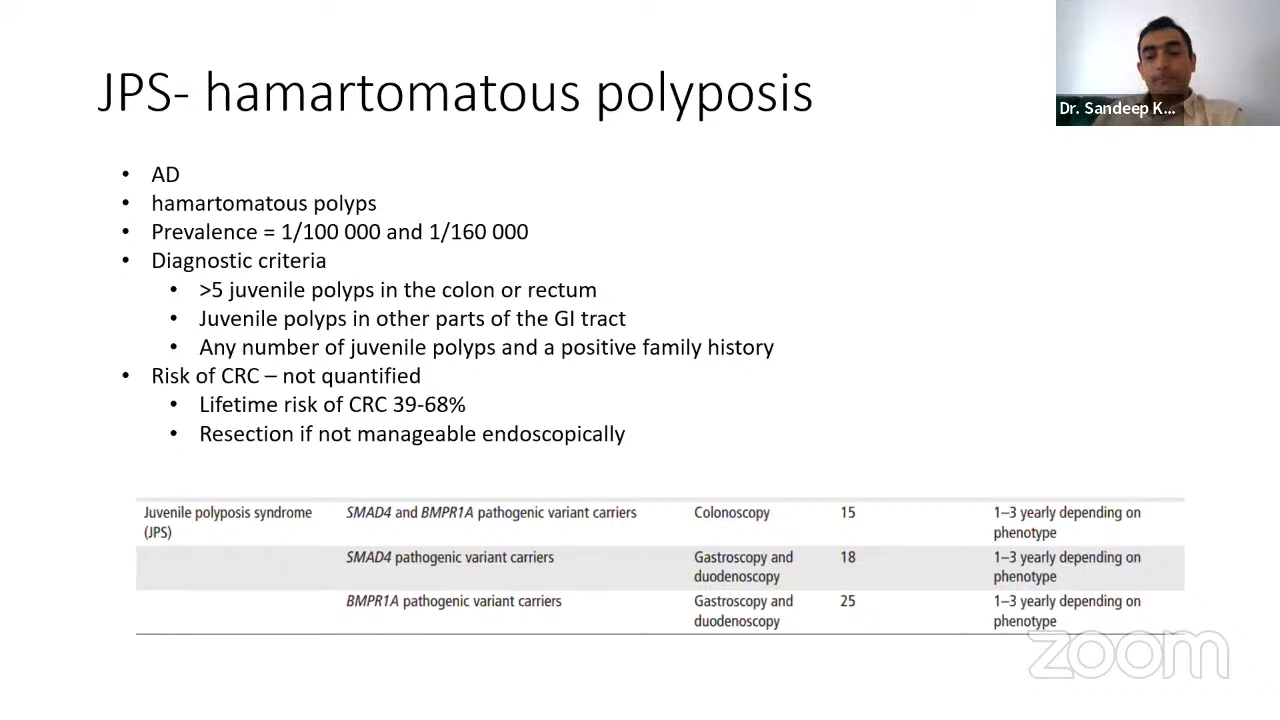 JPS- hamartomatous polyposis
Dr. Sandeep K...
• AD
• hamartomatous polyps
• Prevalence = 1/100 000 and 1/160 000
• Diagnostic criteria
• >5 juvenile polyps in the colon or rectum
• Juvenile polyps in other parts of the GI tract
• Any number of juvenile polyps and a positive family history
• Risk of CRC – not quantified
• Lifetime risk of CRC 39-68%
• Resection if not manageable endoscopically
Juvenile polyposis syndrome SMAD4 and BMPR1A pathogenic variant carriers Colonoscopy 15 1–3 yearly depending on
(JPS) phenotype
SMAD4 pathogenic variant carriers Gastroscopy and 18 1–3 yearly depending on
duodenoscopy phenotype
BMPR1A pathogenic variant carriers Gastroscopy and 25 1–3 yearly depending on
duodenoscopy phenotype
zoom